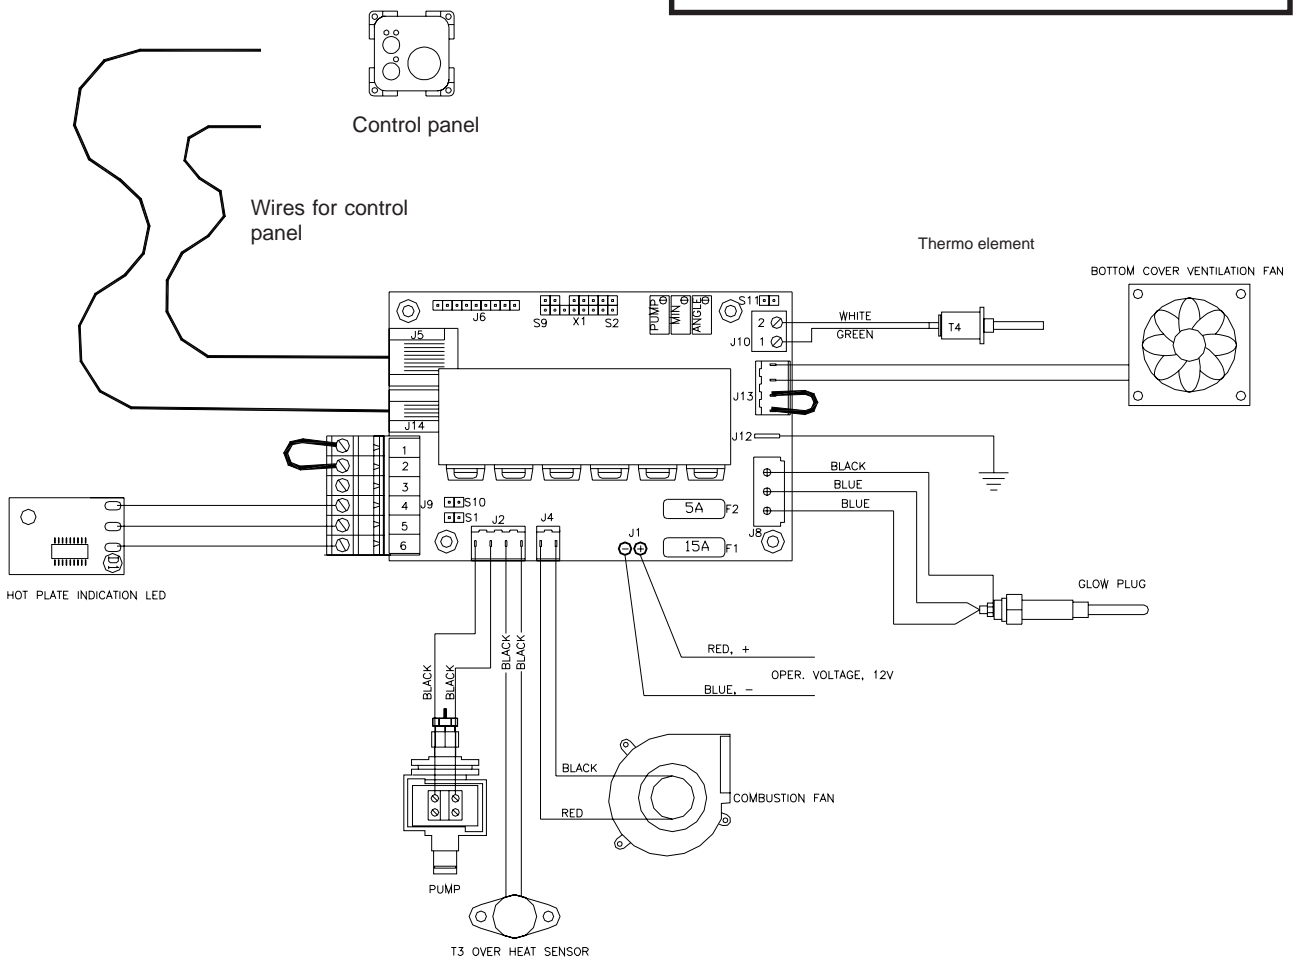 Control panel
Wires for control
panel
Thermo element
BOTTOM COVER VENTILATION FAN
J6
S9 X1 S2
PUMP
MIN
ANGLE
S11
J5
2
J10 1
WHITE
GREEN
T4
J13
J14
J12
1
2
3
4
5
6
J9
S10
S1
J2
J4
J1
5A F2
15A F1
J8
BLACK
BLUE
BLUE
HOT PLATE INDICATION LED
GLOW PLUG
RED, +
OPER. VOLTAGE, 12V
BLUE, -
BLACK
BLACK
BLACK
BLACK
BLACK
RED
COMBUSTION FAN
PUMP
T3 OVER HEAT SENSOR